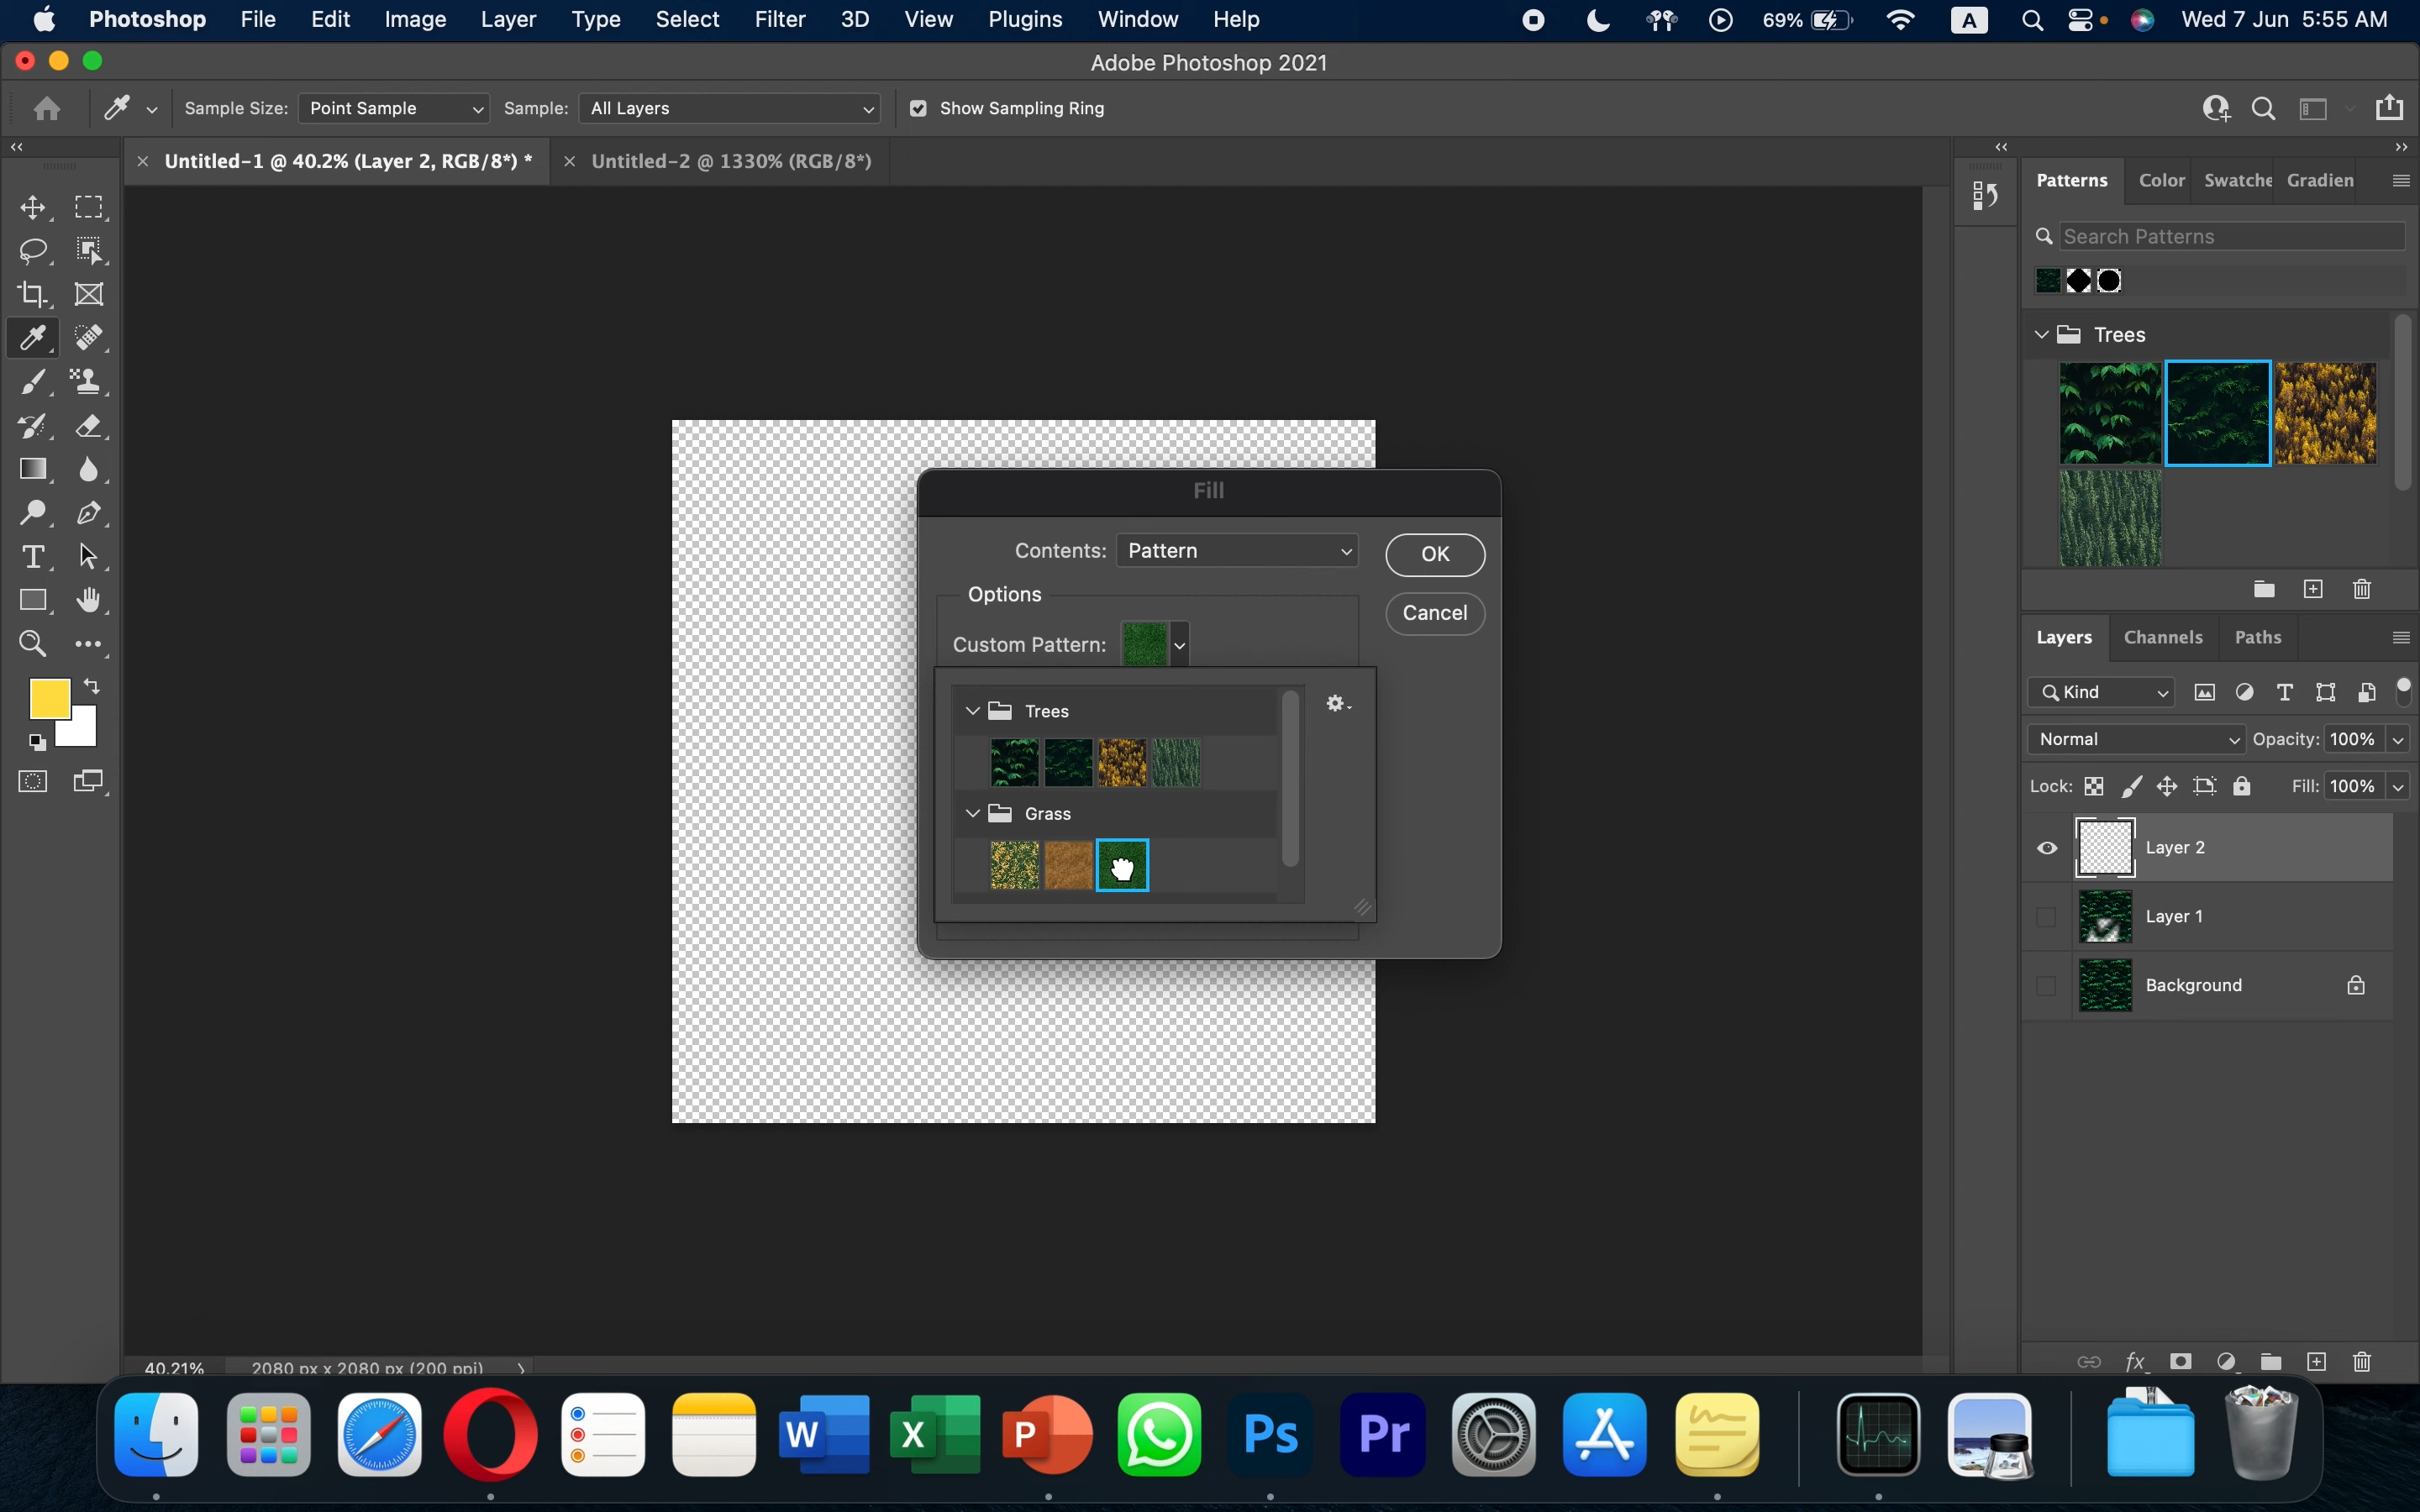 Photoshop File Edit Image Layer Type Select Filter 3D View Plugins Window Help 69% A Wed 7 Jun 5:55 AM
Adobe Photoshop 2021
Sample Size: Point Sample Sample: All Layers Show Sampling Ring
Untitled-1 @ 40.2% (Layer 2, RGB/8*) * Untitled-2 @ 1330% (RGB/8*)
Patterns Color Swatche Gradien
Search Patterns
Trees
Fill
Contents: Pattern
OK
Options
Cancel
Custom Pattern:
Trees
Grass
Layers Channels Paths
Kind
Normal Opacity: 100%
Lock: Fill: 100%
Layer 2
Layer 1
Background
40.21% 2080 px x 2080 px (200 ppi)
fx
W X P Ps Pr